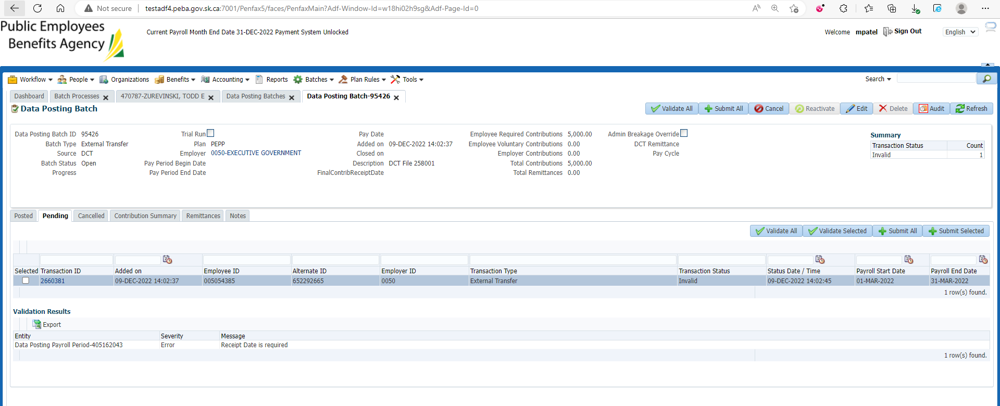 Not secure testadf4.peba.gov.sk.ca:7001/Penfax5/faces/PenfaxMain?Adf-Window-Id=w18hi02h9sg&Adf-Page-Id=0
Public Employees
Benefits Agency
Current Payroll Month End Date 31-DEC-2022 Payment System Unlocked
Welcome mpatel Sign Out English
Workflow People Organizations Benefits Accounting Reports Batches Plan Rules Tools Search
Dashboard Batch Processes 470787-ZUREVINSKI, TODD E Data Posting Batches Data Posting Batch-95426
Data Posting Batch
Validate All Submit All Cancel Reactivate Edit Delete Audit Refresh
Data Posting Batch ID 95426 Trial Run Pay Date Employee Required Contributions 5,000.00 Admin Breakage Override
Batch Type External Transfer Plan PEPP Added on 09-DEC-2022 14:02:37 Employee Voluntary Contributions 0.00 DCT Remittance
Source DCT Employer 0050-EXECUTIVE GOVERNMENT Closed on Employer Contributions 0.00 Pay Cycle
Batch Status Open Pay Period Begin Date Description DCT File 258001 Total Contributions 5,000.00
Progress Pay Period End Date FinalContribReceiptDate Total Remittances 0.00
Summary
Transaction Status Count
Invalid 1
Posted Pending Cancelled Contribution Summary Remittances Notes
Validate All Validate Selected Submit All Submit Selected
Selected Transaction ID Added on Employee ID Alternate ID Employer ID Transaction Type Transaction Status Status Date / Time Payroll Start Date Payroll End Date
2660381 09-DEC-2022 14:02:37 005054385 652292665 0050 External Transfer Invalid 09-DEC-2022 14:02:45 01-MAR-2022 31-MAR-2022
1 row(s) found.
Validation Results
Export
Entity Severity Message
Data Posting Payroll Period-405162043 Error Receipt Date is required
1 row(s) found.